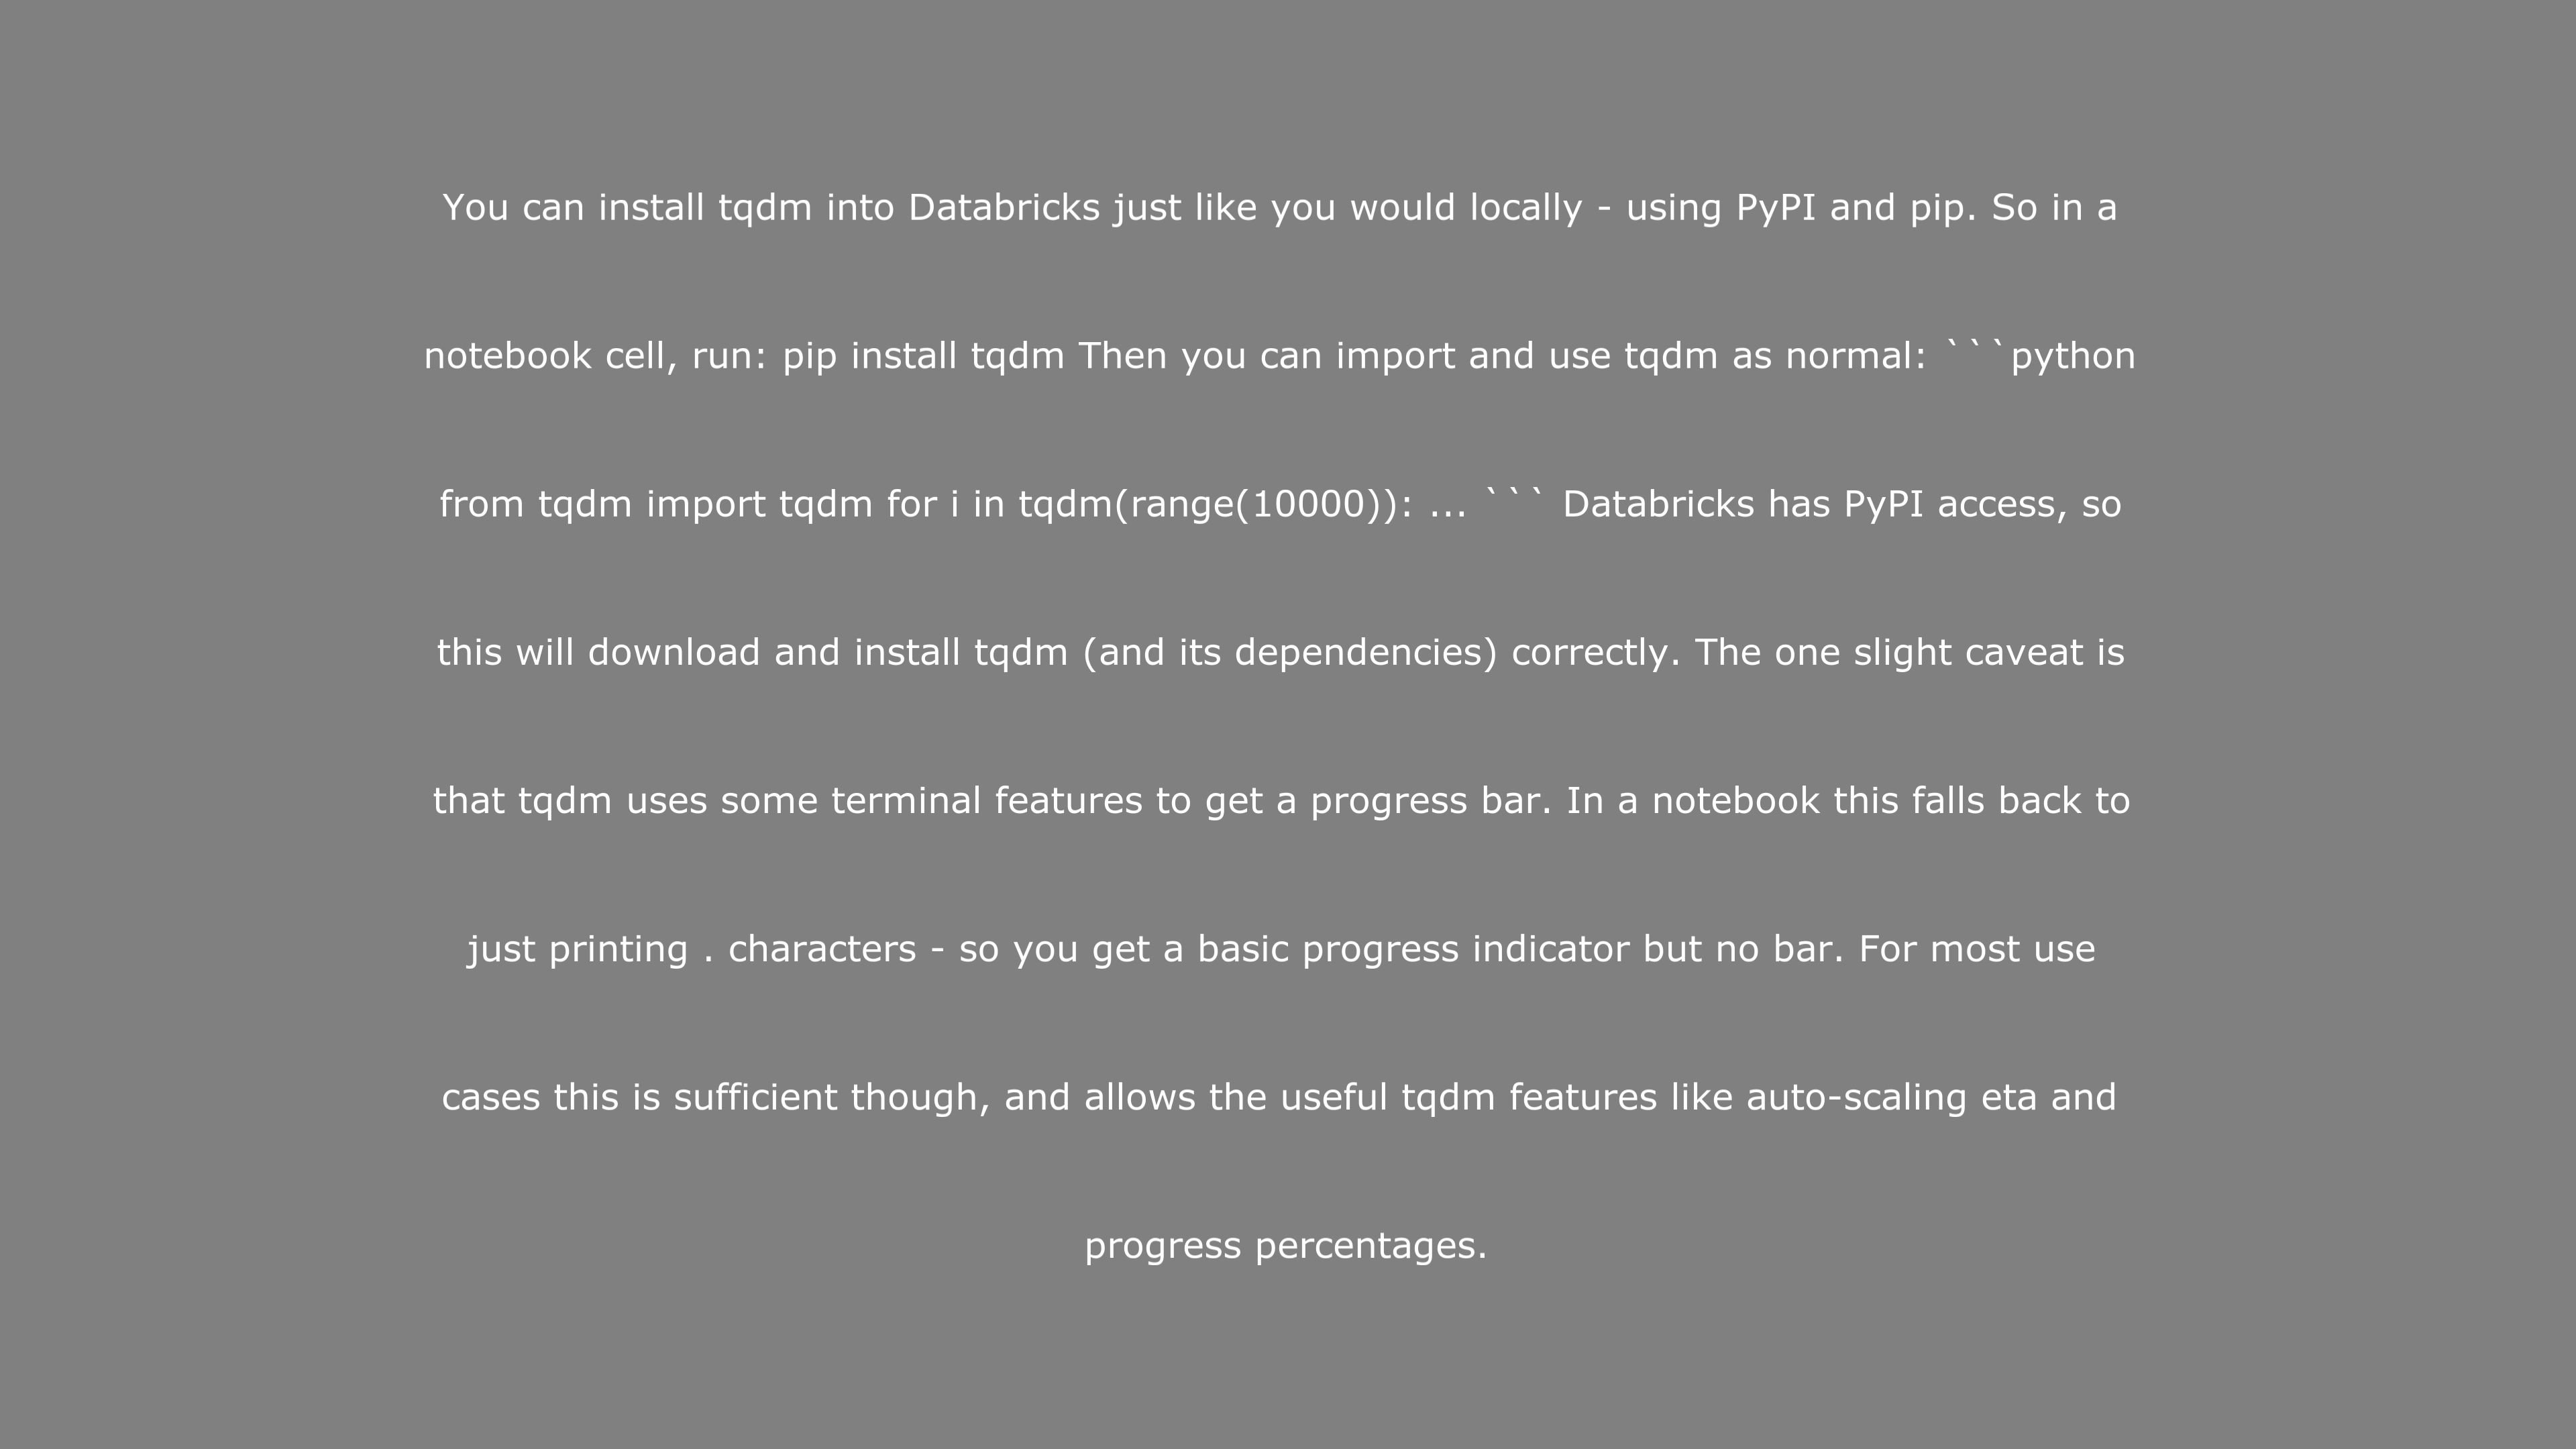 You can install tqdm into Databricks just like you would locally - using PyPI and pip. So in a
notebook cell, run: pip install tqdm Then you can import and use tqdm as normal: ```python
from tqdm import tqdm for i in tqdm(range(10000)): ... ``` Databricks has PyPI access, so
this will download and install tqdm (and its dependencies) correctly. The one slight caveat is
that tqdm uses some terminal features to get a progress bar. In a notebook this falls back to
just printing . characters - so you get a basic progress indicator but no bar. For most use
cases this is sufficient though, and allows the useful tqdm features like auto-scaling eta and
progress percentages.